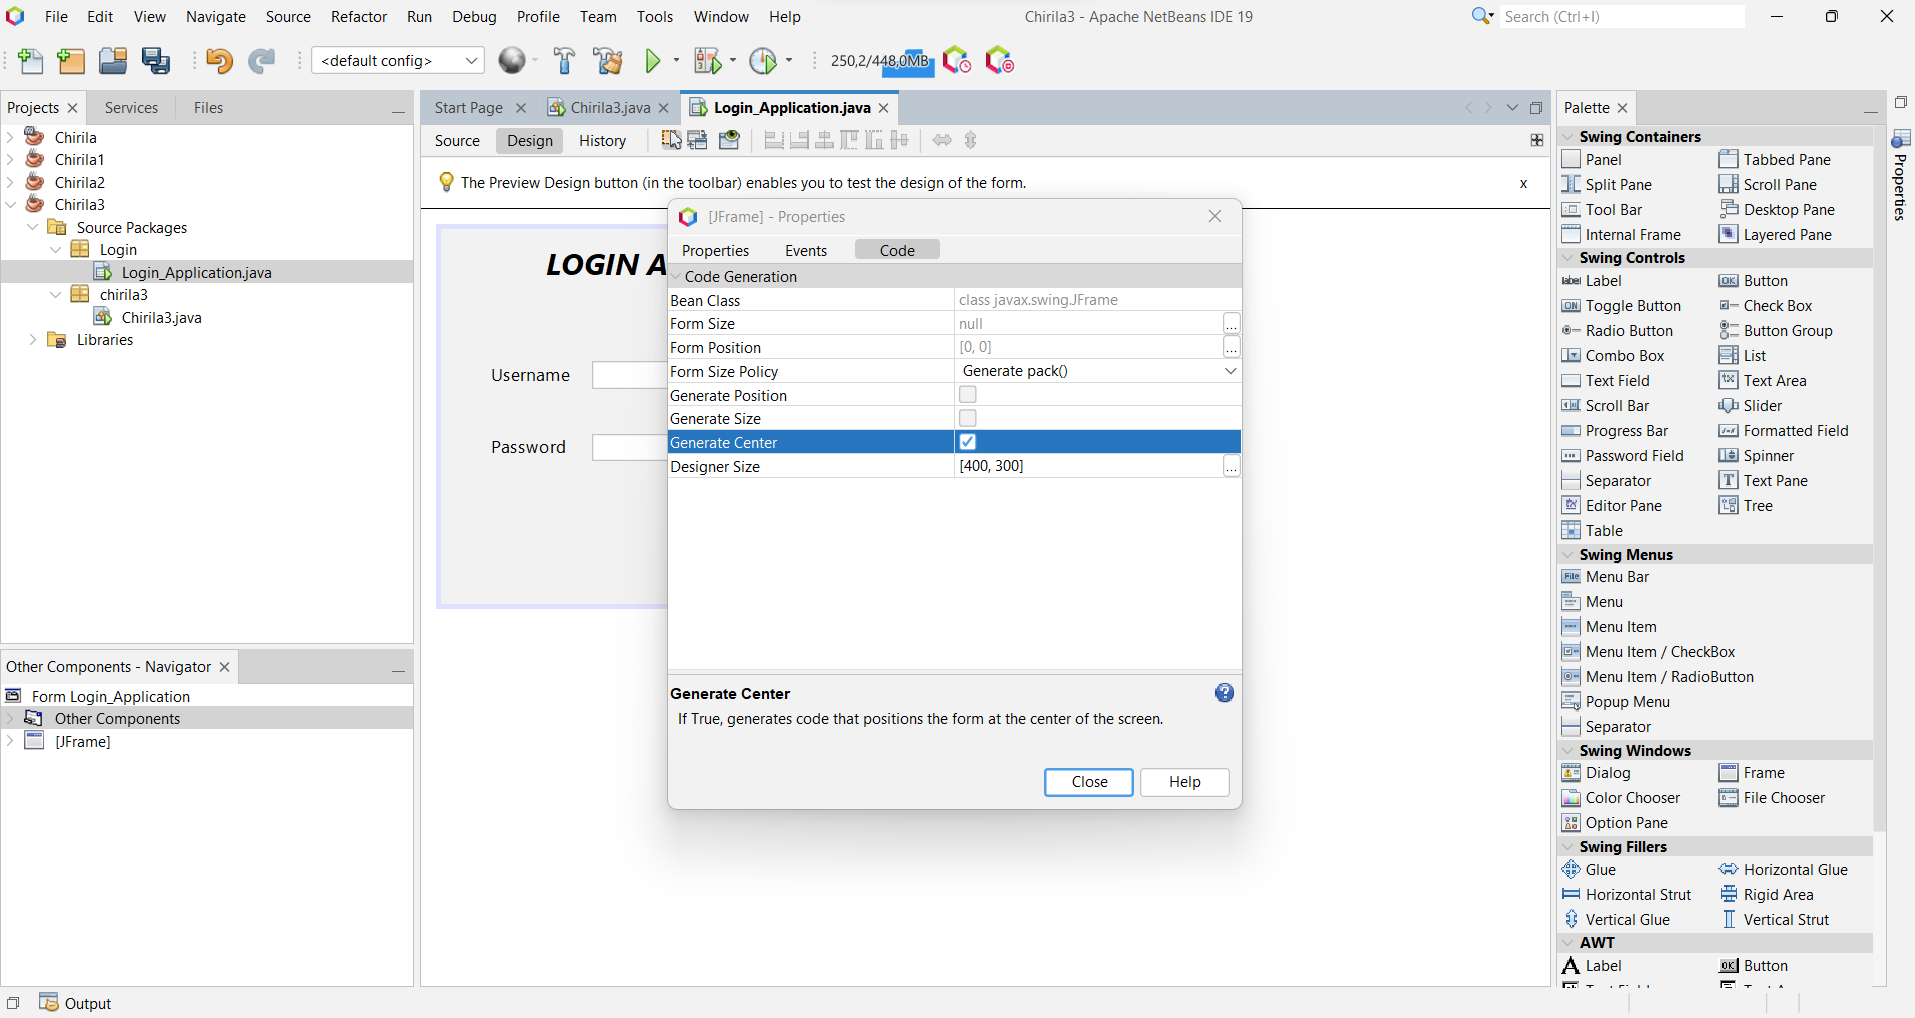 File Edit View Navigate Source Refactor Run Debug Profile Team Tools Window Help
Chirila3 - Apache NetBeans IDE 19
Search (Ctrl+I)
<default config>
250,2/448,0MB
Projects
Services
Files
Chirila
Chirila1
Chirila2
Chirila3
Source Packages
Login
Login_Application.java
chirila3
Chirila3.java
Libraries
Other Components - Navigator
Form Login_Application
Other Components
[JFrame]
Output
Start Page
Chirila3.java
Login_Application.java
Source Design History
The Preview Design button (in the toolbar) enables you to test the design of the form.
x
LOGIN A
Username
Password
[JFrame] - Properties
Properties Events Code
Code Generation
Bean Class class javax.swing.JFrame
Form Size null ...
Form Position [0, 0] ...
Form Size Policy Generate pack()
Generate Position
Generate Size
Generate Center
Designer Size [400, 300] ...
Generate Center
If True, generates code that positions the form at the center of the screen.
Close Help
Palette
Swing Containers
Panel Tabbed Pane
Split Pane Scroll Pane
Tool Bar Desktop Pane
Internal Frame Layered Pane
Swing Controls
label Label OK Button
ON Toggle Button Check Box
Radio Button Button Group
Combo Box List
Text Field Text Area
Scroll Bar Slider
Progress Bar Formatted Field
Password Field Spinner
Separator T Text Pane
Editor Pane Tree
Table
Swing Menus
File Menu Bar
Menu
Menu Item
Menu Item / CheckBox
Menu Item / RadioButton
Popup Menu
Separator
Swing Windows
Dialog Frame
Color Chooser File Chooser
Option Pane
Swing Fillers
Glue Horizontal Glue
Horizontal Strut Rigid Area
Vertical Glue Vertical Strut
AWT
A Label OK Button
Properties